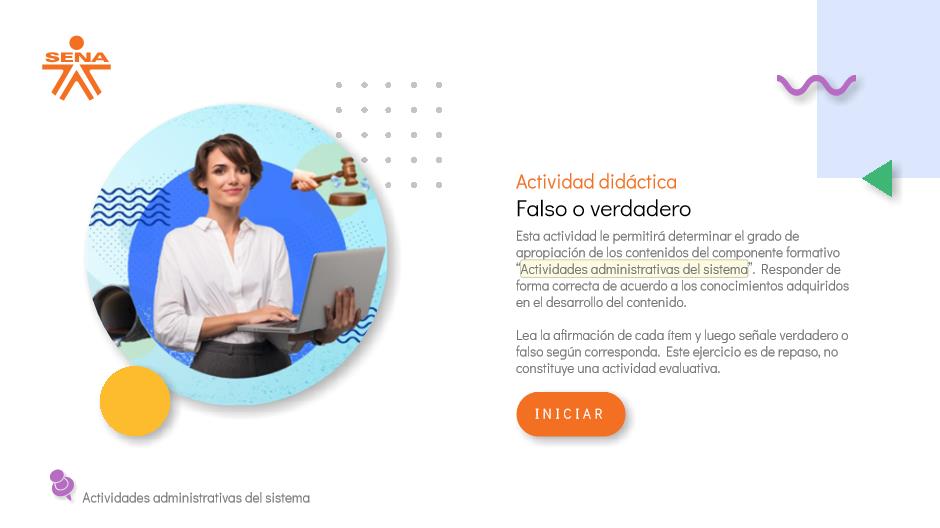 SENA
Actividad didáctica
Falso o verdadero
Esta actividad le permitirá determinar el grado de
apropiación de los contenidos del componente formativo
“Actividades administrativas del sistema”. Responder de
forma correcta de acuerdo a los conocimientos adquiridos
en el desarrollo del contenido.
Lea la afirmación de cada ítem y luego señale verdadero o
falso según corresponda. Este ejercicio es de repaso, no
constituye una actividad evaluativa.
INICIAR
Actividades administrativas del sistema